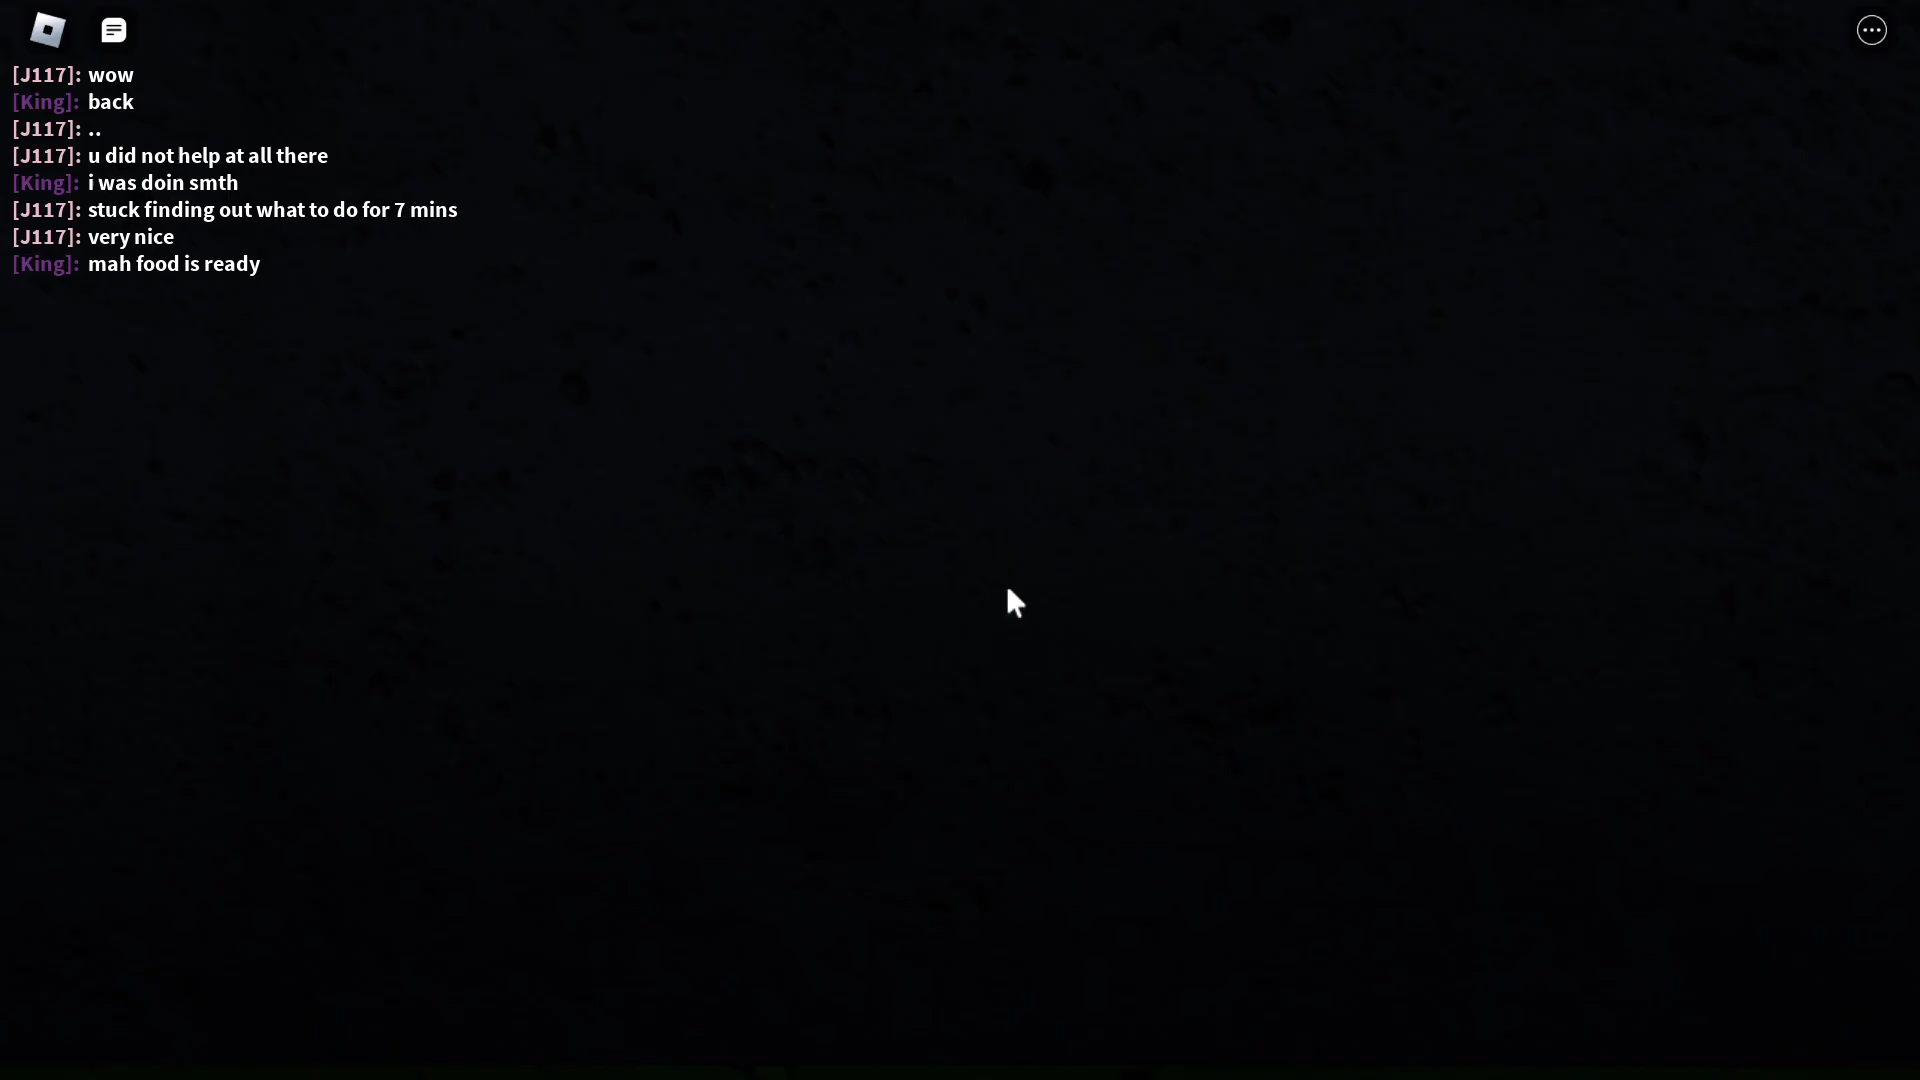 [J117]: wow
[King]: back
[J117]: ..
[J117]: u did not help at all there
[King]: i was doin smth
[J117]: stuck finding out what to do for 7 mins
[J117]: very nice
[King]: mah food is ready